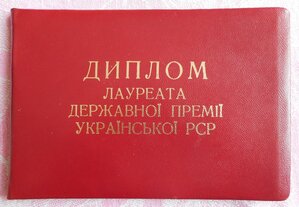 ДИПЛОМ
ЛАУРЕАТА
ДЕРЖАВНОЇ ПРЕМІЇ
УКРАЇНСЬКОЇ РСР